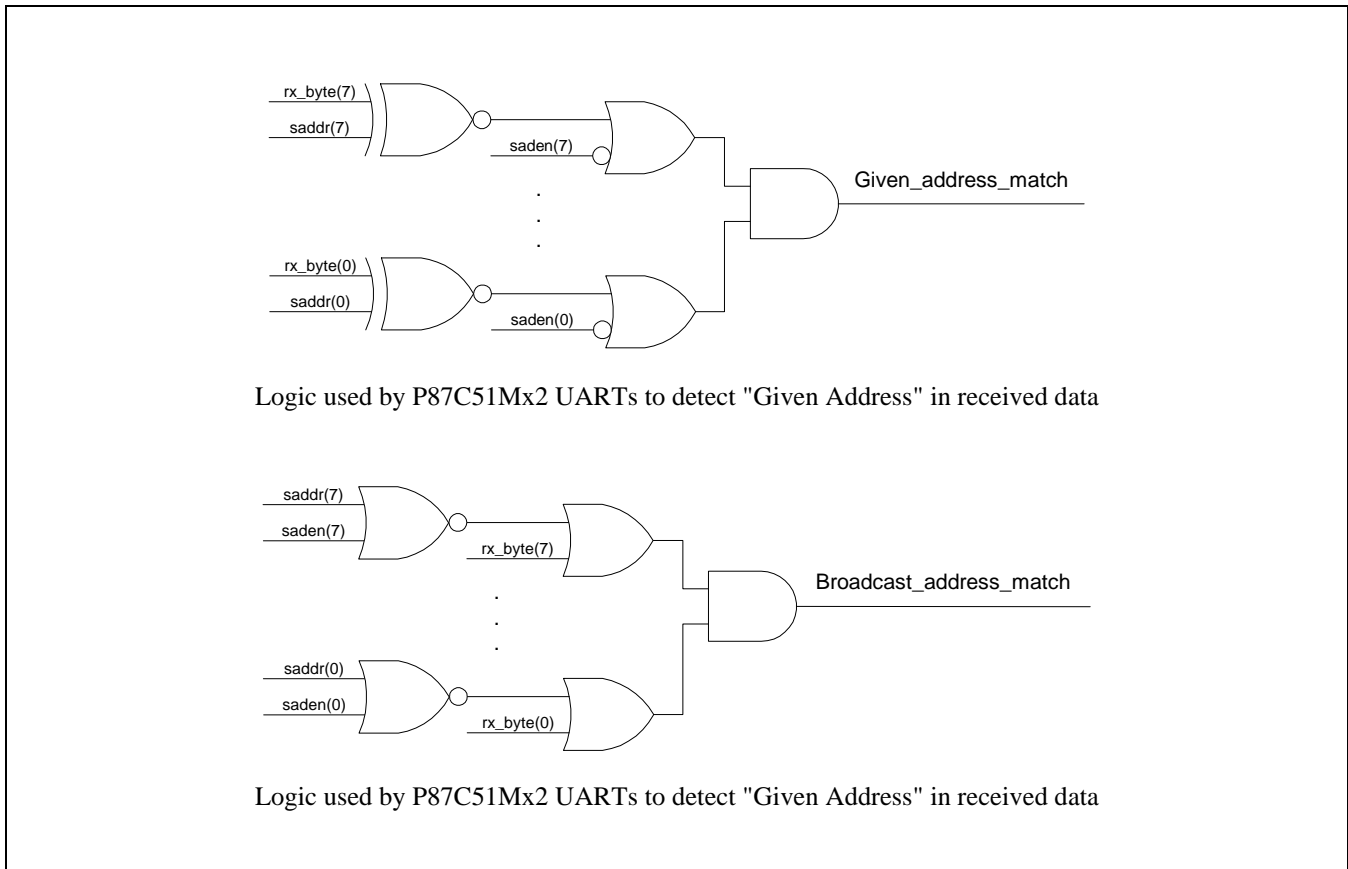 rx_byte(7)
saddr(7)
saden(7)
Given_address_match
.
.
.
rx_byte(0)
saddr(0)
saden(0)
Logic used by P87C51Mx2 UARTs to detect "Given Address" in received data
saddr(7)
saden(7)
rx_byte(7)
Broadcast_address_match
.
.
.
saddr(0)
saden(0)
rx_byte(0)
Logic used by P87C51Mx2 UARTs to detect "Given Address" in received data